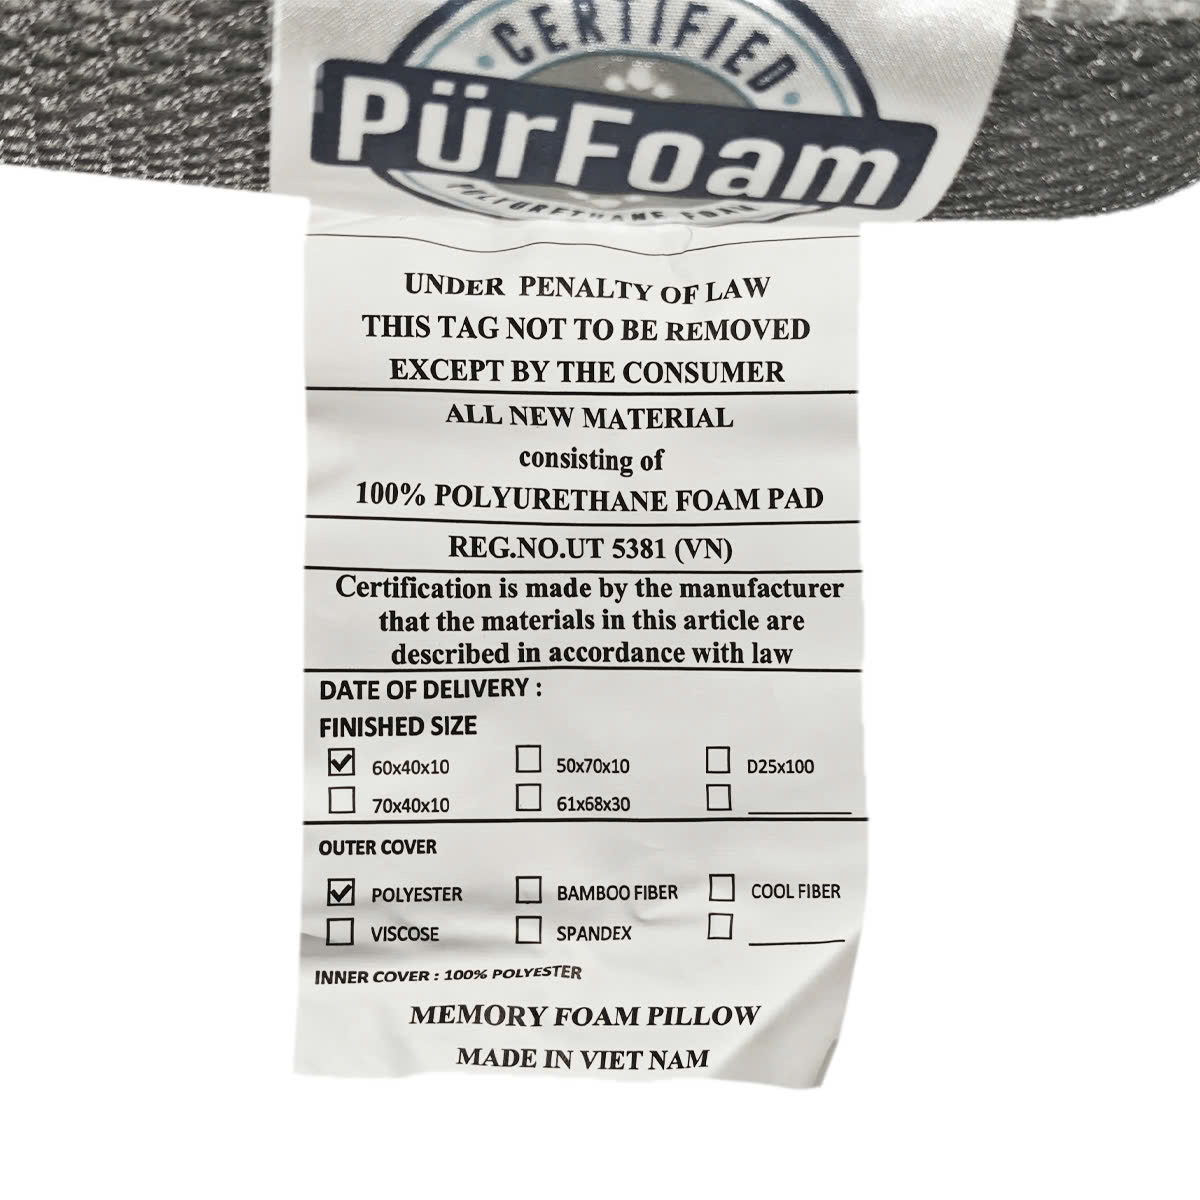 CERTIFIED
PürFoam
POLYURETHANE FOAM
UNDER PENALTY OF LAW
THIS TAG NOT TO BE REMOVED
EXCEPT BY THE CONSUMER
ALL NEW MATERIAL
consisting of
100% POLYURETHANE FOAM PAD
REG.NO.UT 5381 (VN)
Certification is made by the manufacturer
that the materials in this article are
described in accordance with law
DATE OF DELIVERY :
FINISHED SIZE
60x40x10 50x70x10 D25x100
70x40x10 61x68x30
OUTER COVER
POLYESTER BAMBOO FIBER COOL FIBER
VISCOSE SPANDEX
INNER COVER : 100% POLYESTER
MEMORY FOAM PILLOW
MADE IN VIET NAM